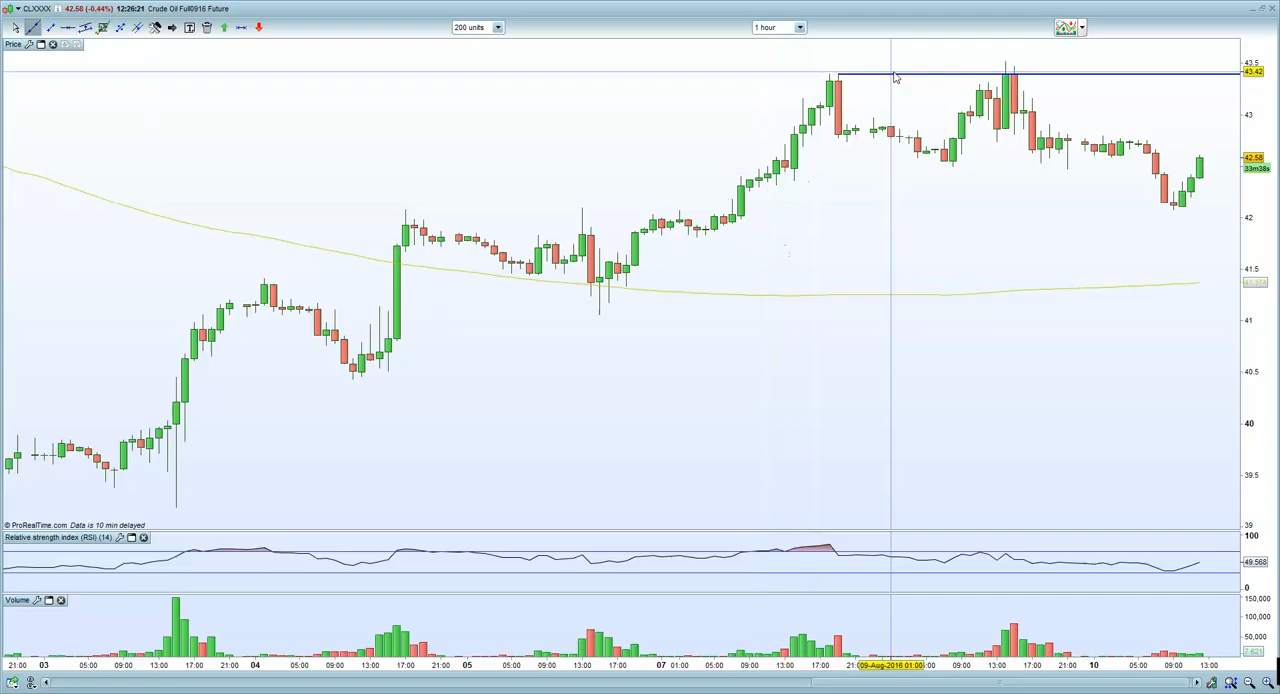 CLXXXX 42.58 (-0.44%) 12:26:21 Crude Oil Full0916 Future
200 units
1 hour
Price
43.5
43.42
43
42.58
33m38s
42
41.5
41.374
41
40.5
40
39.5
39
© ProRealTime.com Data is 10 min delayed
Relative strength index (RSI) (14)
100
49.568
0
Volume
150,000
100,000
50,000
7,621
21:00 03 05:00 09:00 13:00 17:00 21:00 04 05:00 09:00 13:00 17:00 21:00 05 05:00 09:00 13:00 17:00 07 01:00 05:00 09:00 13:00 17:00 09-Aug-2016 01:00 09:00 13:00 17:00 21:00 10 05:00 09:00 13:00